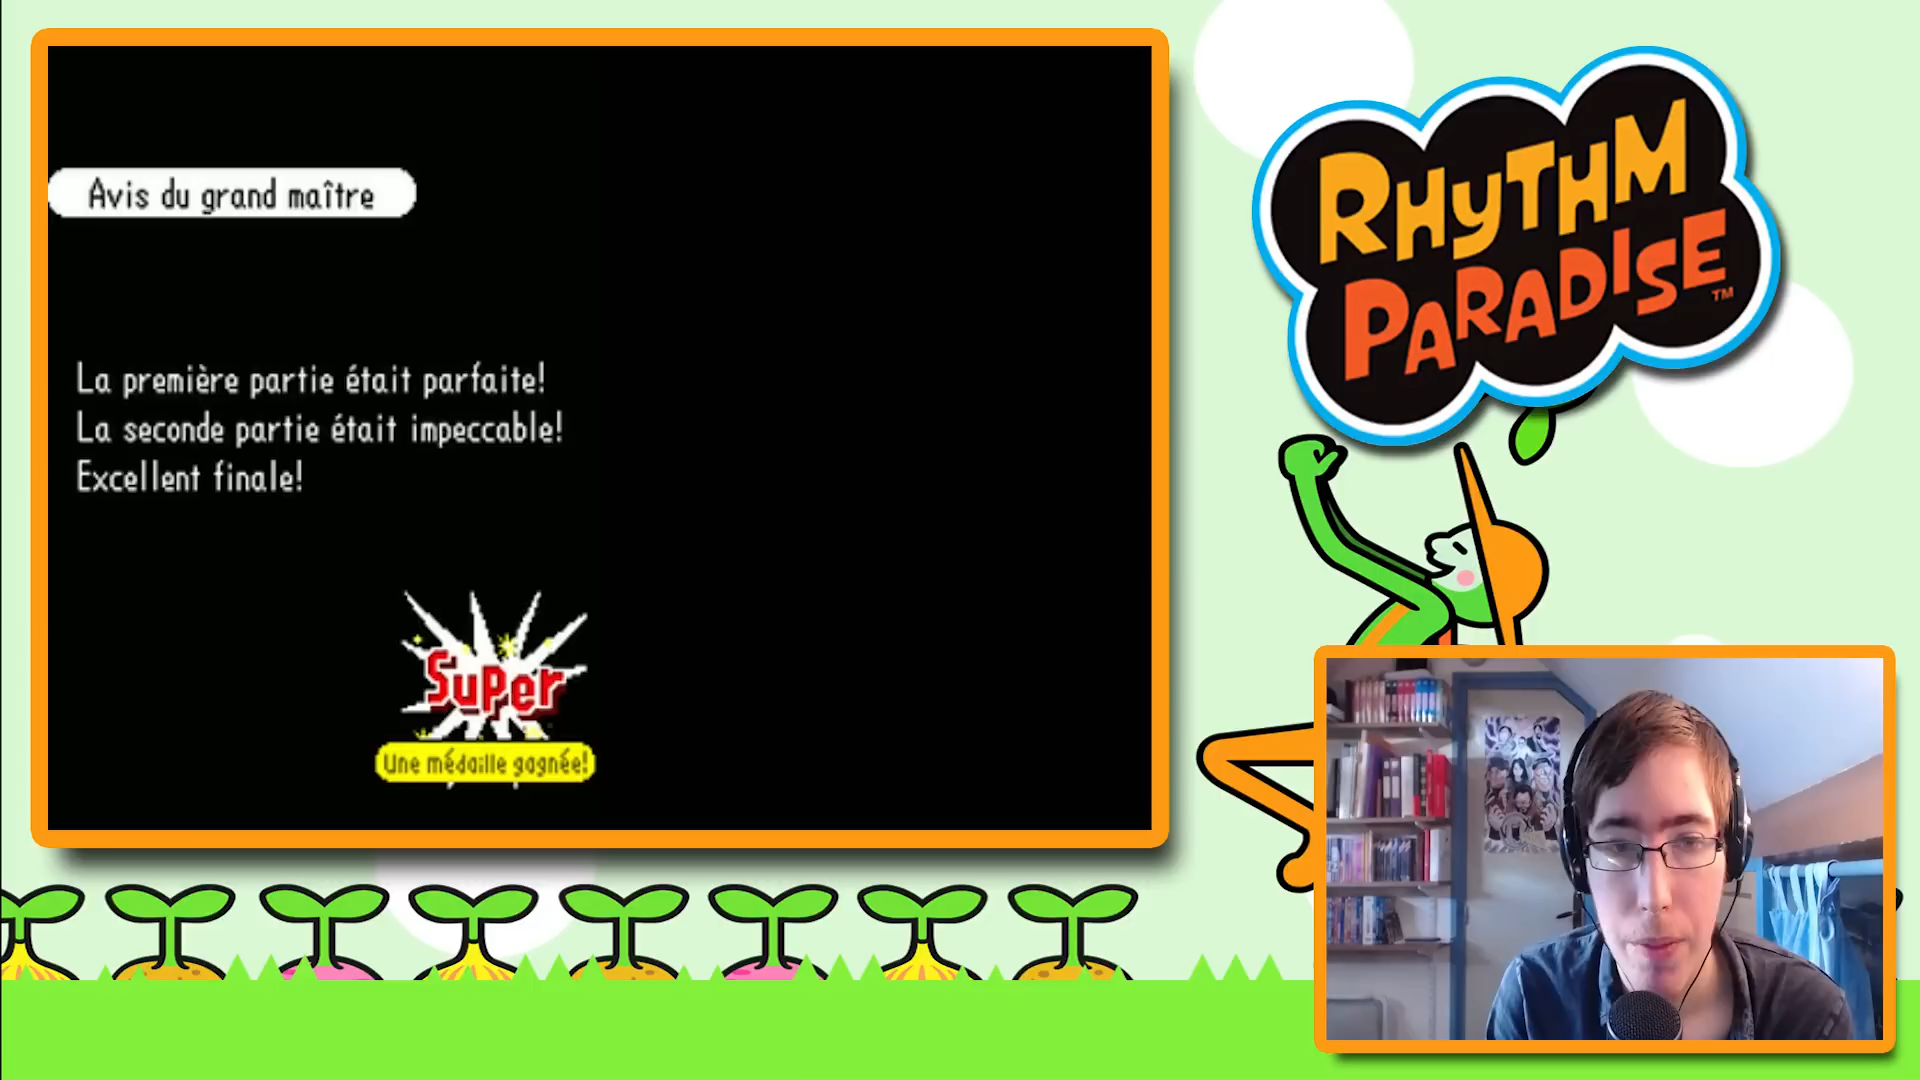 Avis du grand maître
La première partie était parfaite!
La seconde partie était impeccable!
Excellent finale!
Super
Une médaille gagnée!
RHyTHM
PARADISE
TM